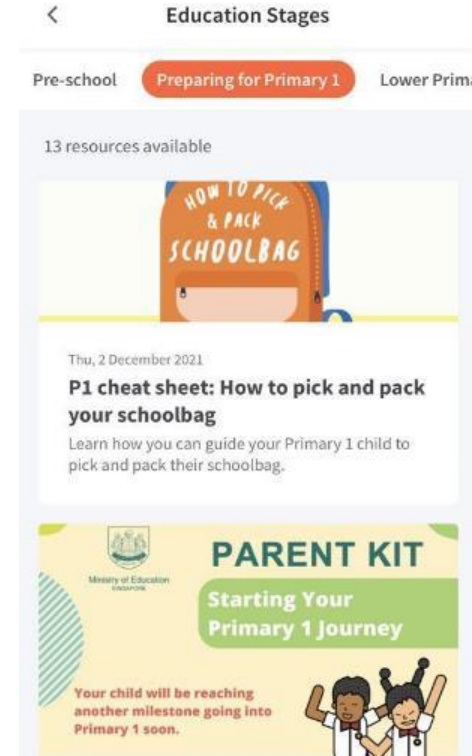 Education Stages
Pre-school Preparing for Primary 1 Lower Prima
13 resources available
HOW TO PICK
& PACK
SCHOOLBAG
Thu, 2 December 2021
P1 cheat sheet: How to pick and pack
your schoolbag
Learn how you can guide your Primary 1 child to
pick and pack their schoolbag.
Ministry of Education
SINGAPORE
PARENT KIT
Starting Your
Primary 1 Journey
Your child will be reaching
another milestone going into
Primary 1 soon.